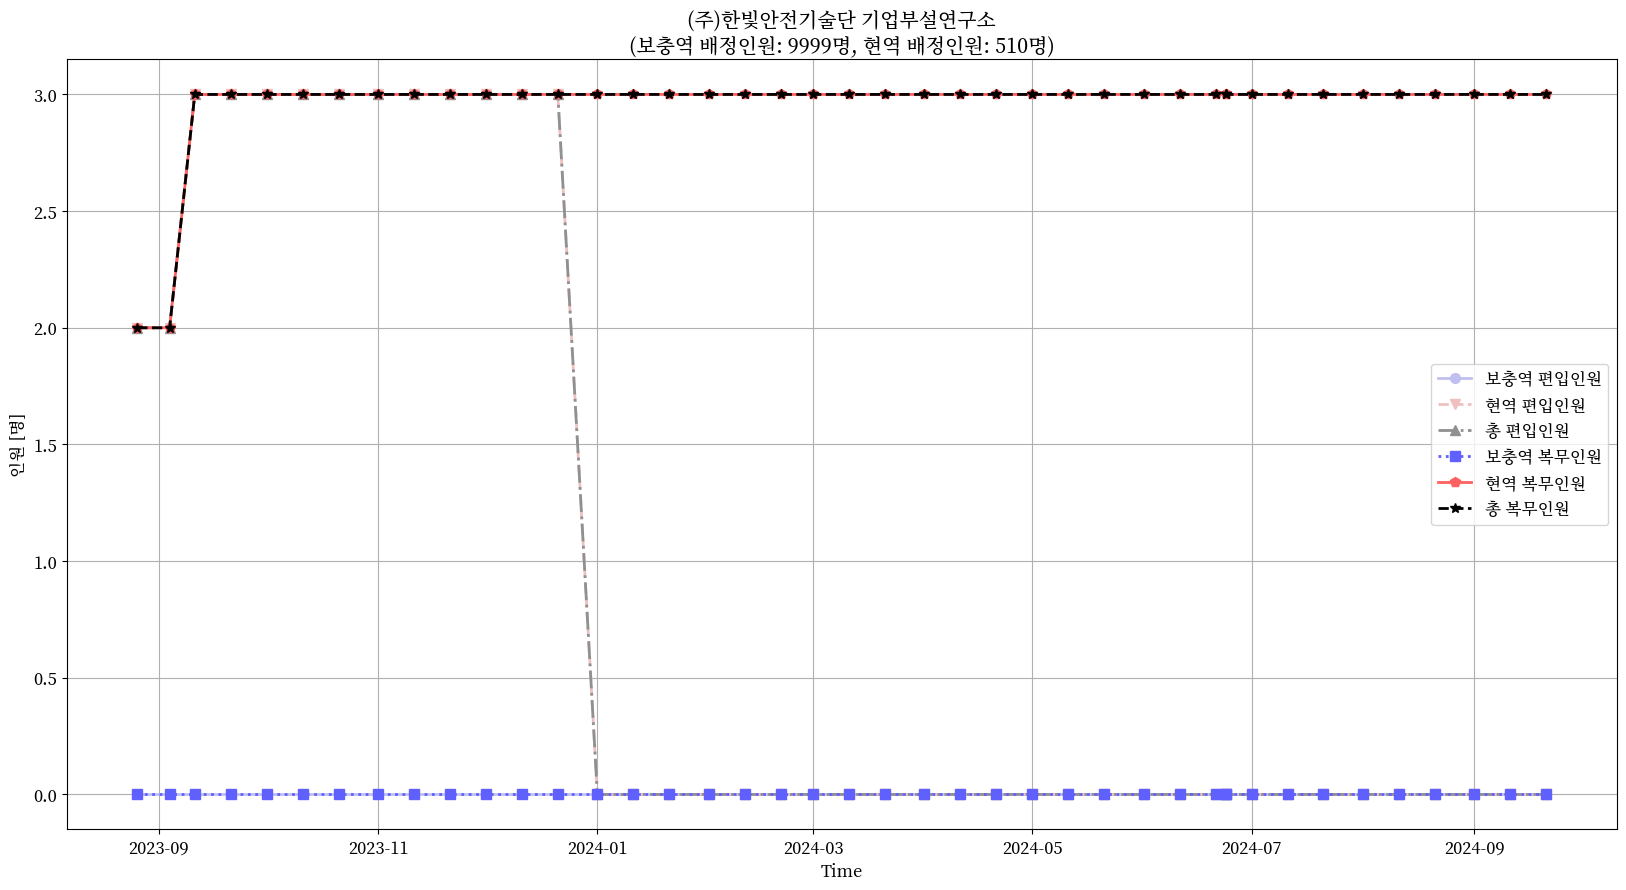 (주)한빛안전기술단 기업부설연구소
(보충역 배정인원: 9999명, 현역 배정인원: 510명)
3.0
2.5
2.0
1.5
1.0
0.5
0.0
인원 [명]
보충역 편입인원
현역 편입인원
총 편입인원
보충역 복무인원
현역 복무인원
총 복무인원
2023-09
2023-11
2024-01
2024-03
2024-05
2024-07
2024-09
Time